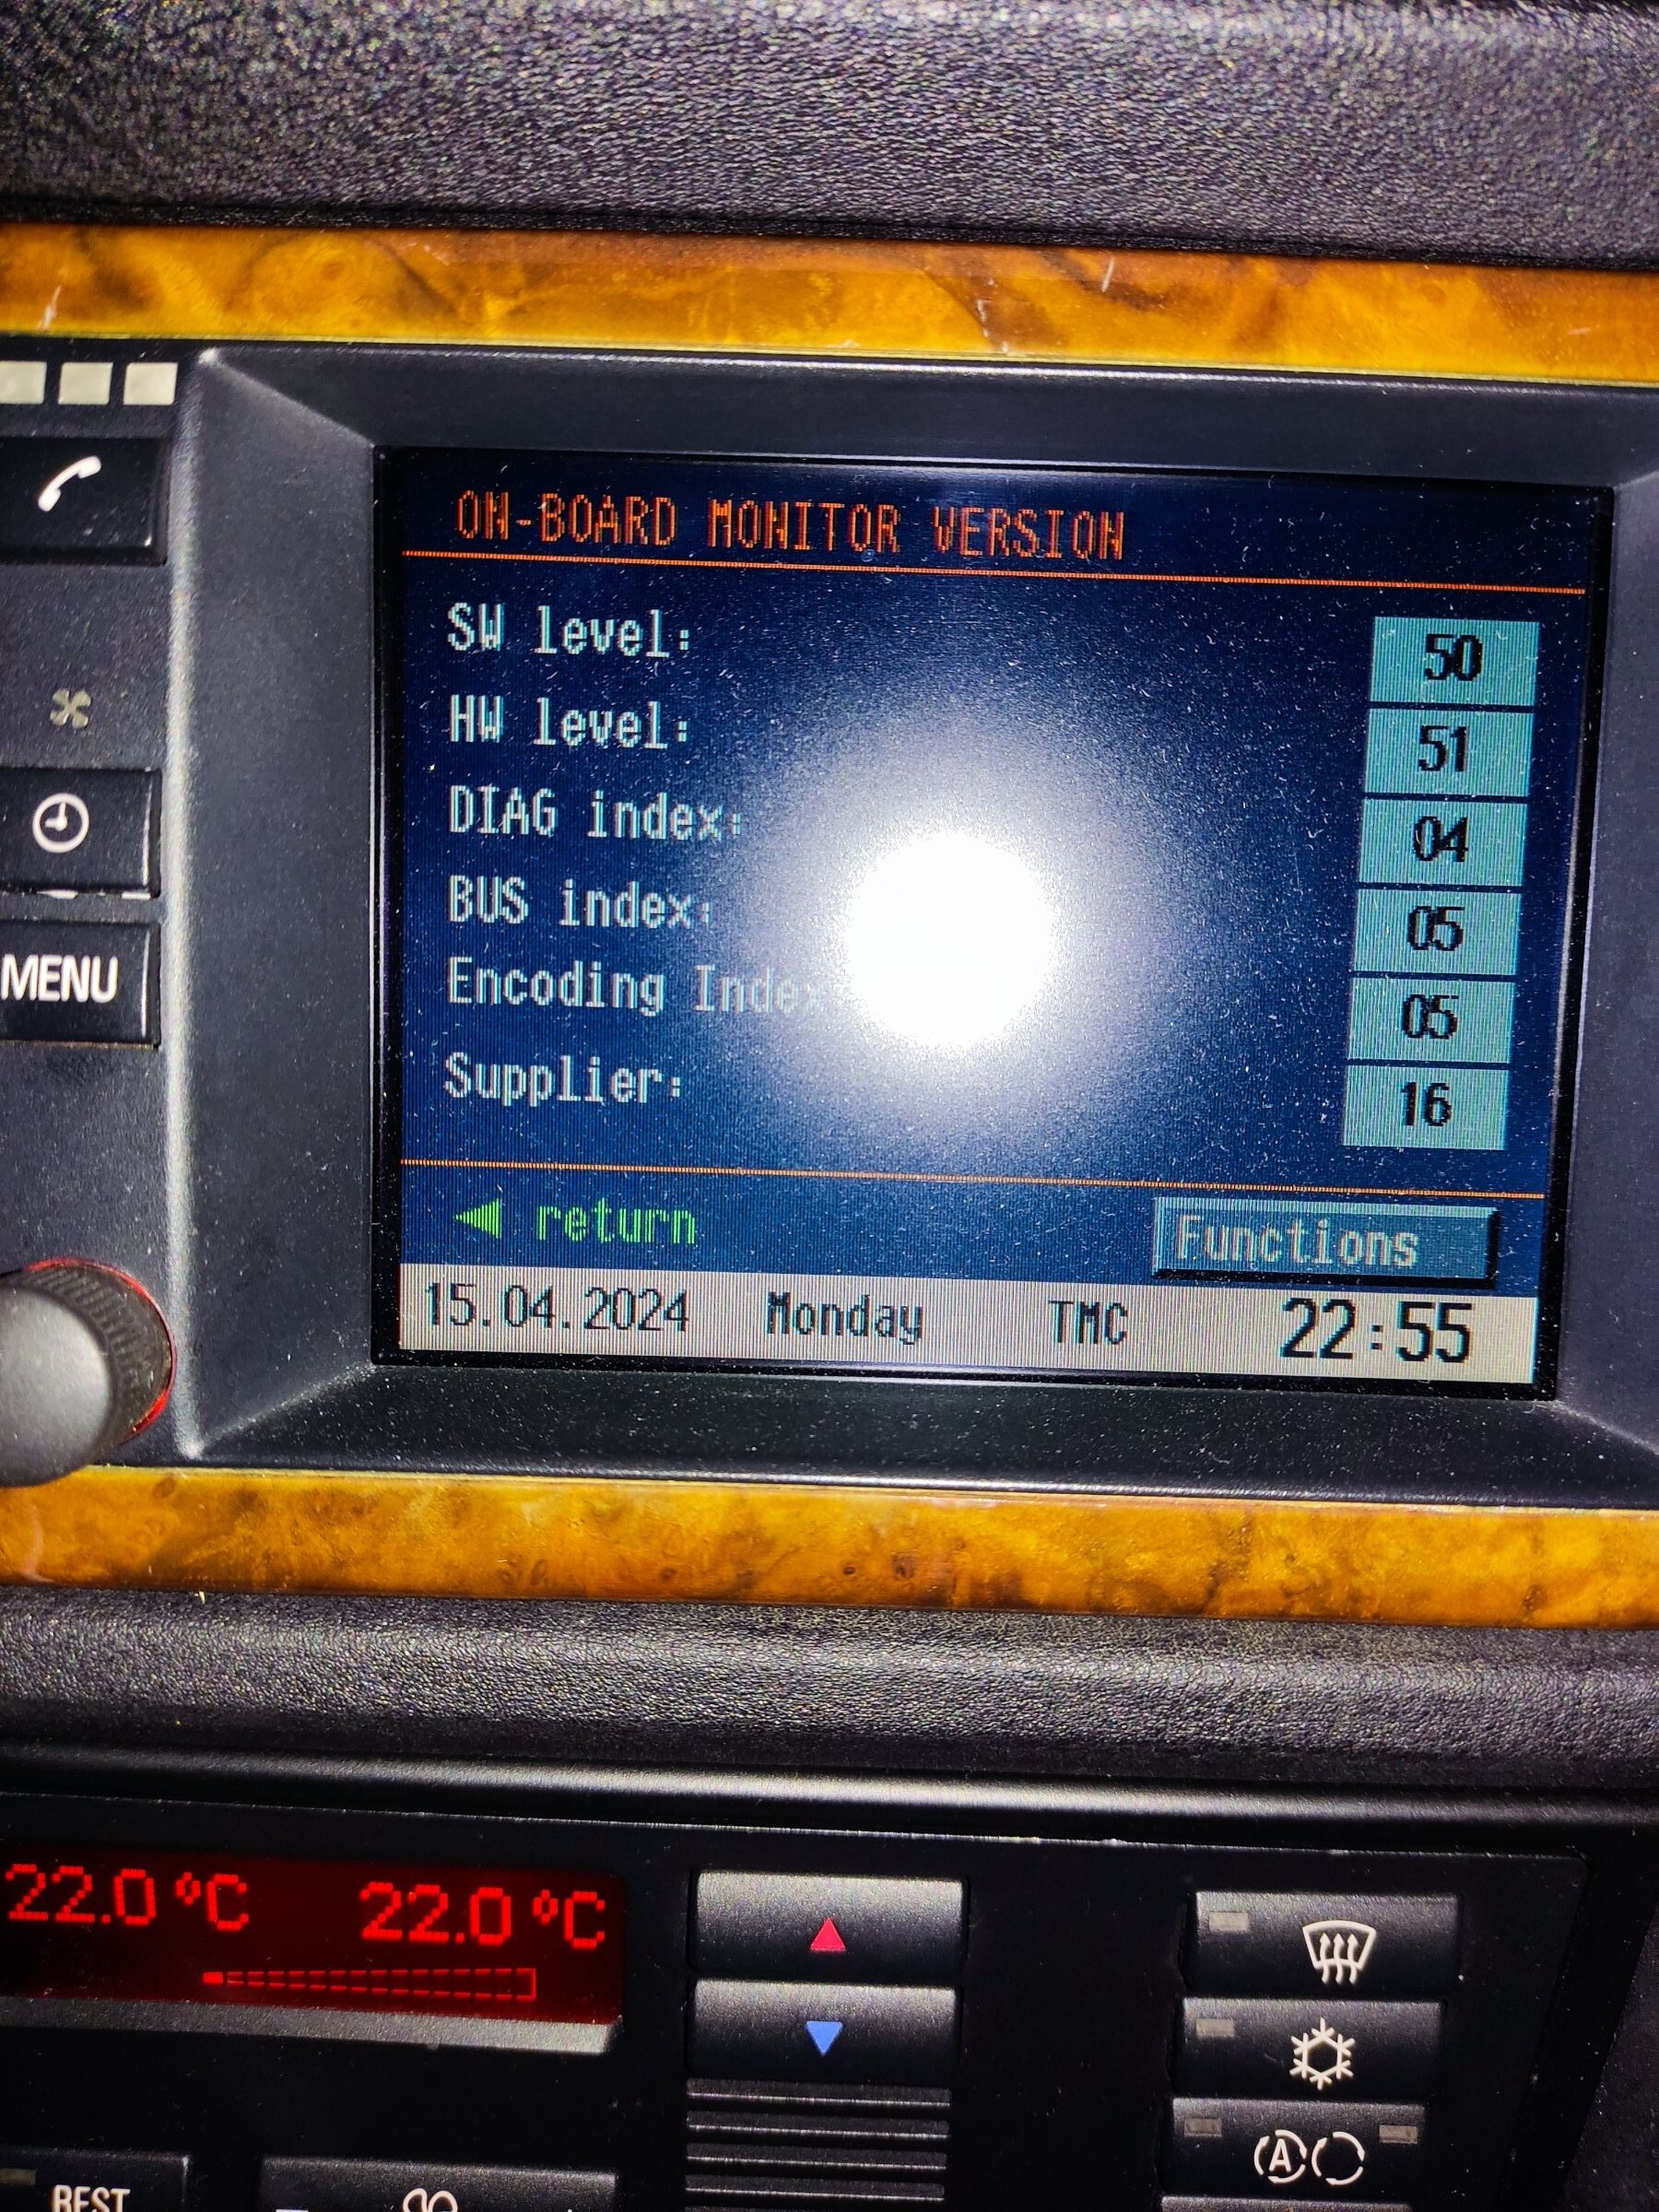 ON-BOARD MONITOR VERSION
SW level: 50
HW level: 51
DIAG index: 04
BUS index: 05
Encoding Index 05
Supplier: 16
◄ return Functions
15.04.2024 Monday TMC 22:55
MENU
22.0 °C 22.0 °C
A
REST